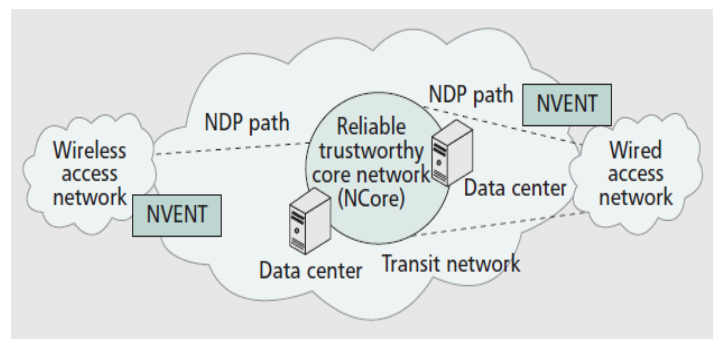 NDP path
NVENT
NDP path
Reliable
trustworthy
core network
(NCore)
Wireless
access
network
Wired
access
network
Data center
NVENT
Data center
Transit network